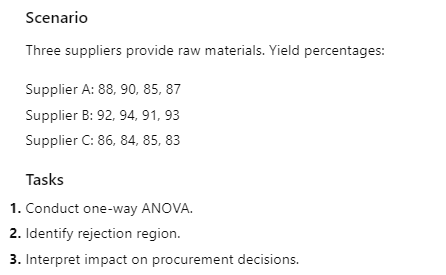 Scenario
Three suppliers provide raw materials. Yield percentages:
Supplier A: 88, 90, 85, 87
Supplier B: 92, 94, 91, 93
Supplier C: 86, 84, 85, 83
Tasks
1. Conduct one-way ANOVA.
2. Identify rejection region.
3. Interpret impact on procurement decisions.